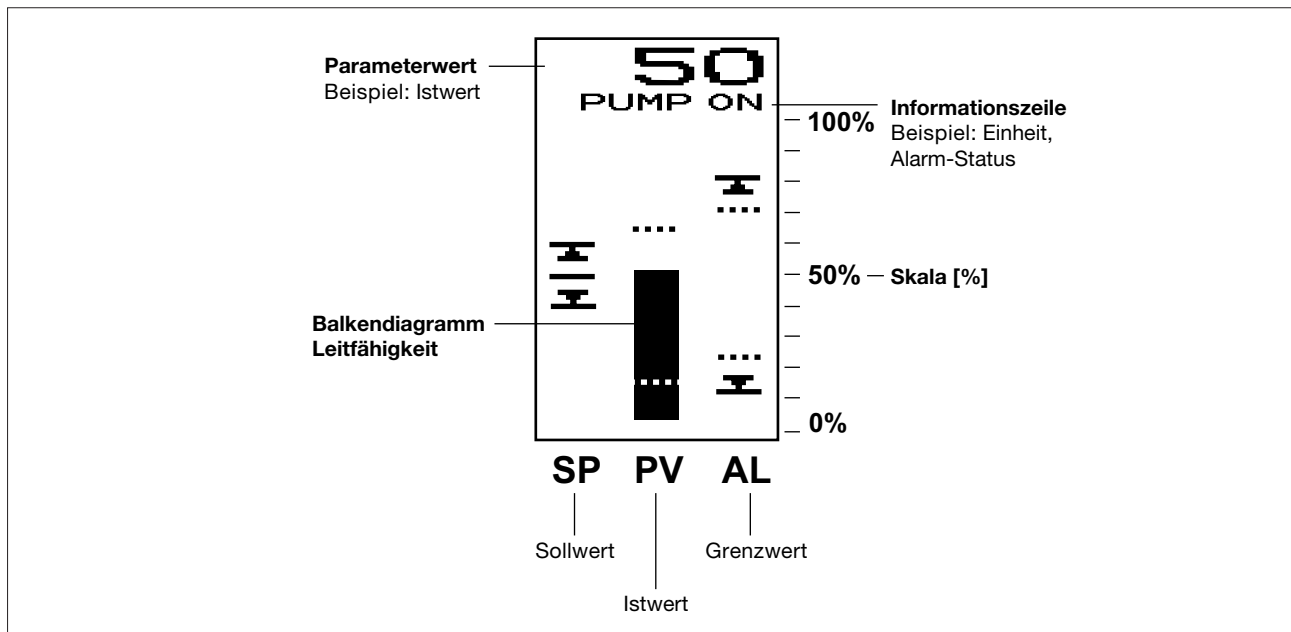 50
PUMP ON
Parameterwert
Beispiel: Istwert
Informationszeile
Beispiel: Einheit,
Alarm-Status
100%
50%
Skala [%]
Balkendiagramm
Leitfähigkeit
0%
SP PV AL
Sollwert
Grenzwert
Istwert